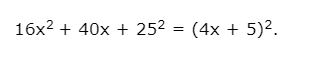 16x² + 40x + 25² = (4x + 5)².